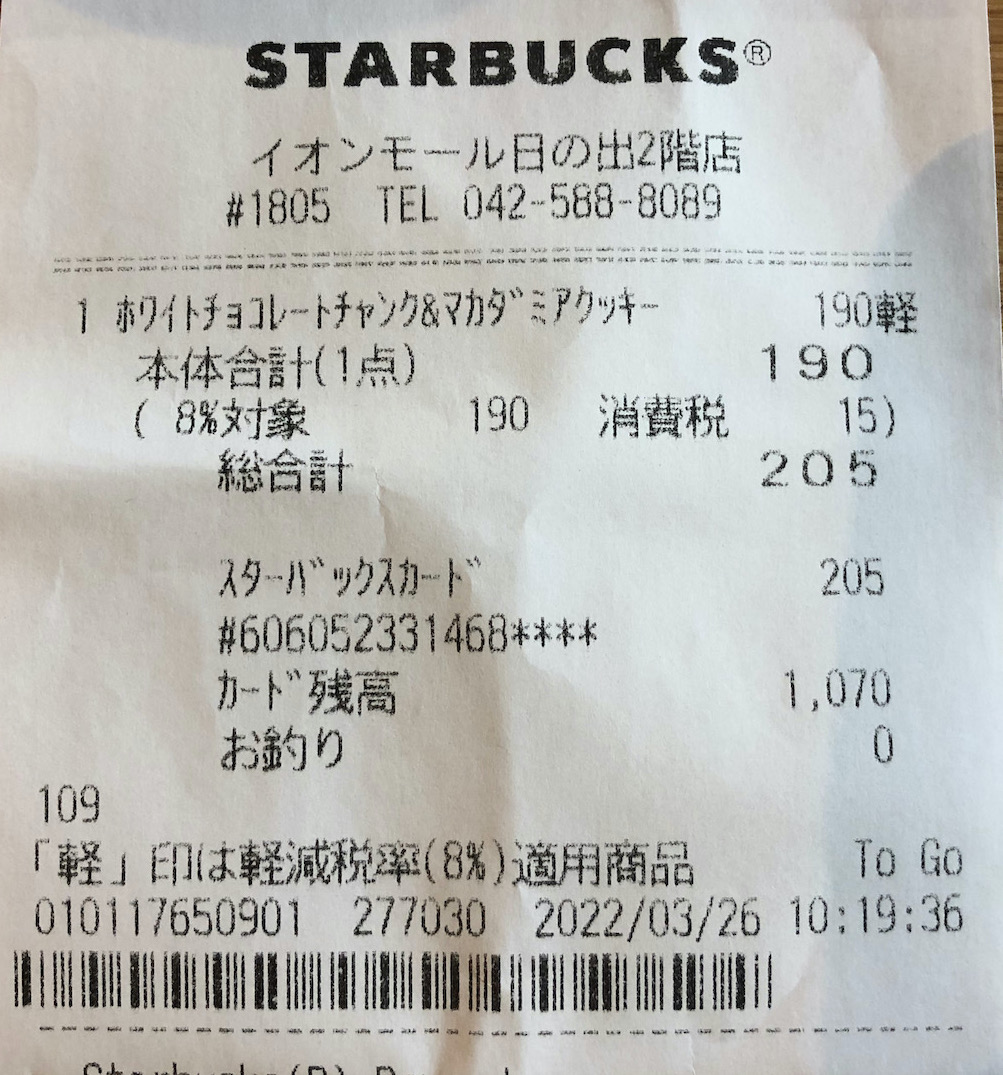 STARBUCKS®
イオンモール日の出2階店
#1805 TEL 042-588-8089
1 ﾎﾜｲﾄﾁｮｺﾚｰﾄﾁｬﾝｸ&ﾏｶﾀﾞﾐｱｸｯｷｰ 190軽
本体合計(1点) 190
( 8%対象 190 消費税 15)
総合計 205
ｽﾀｰﾊﾞｯｸｽｶｰﾄﾞ 205
#606052331468****
ｶｰﾄﾞ残高 1,070
お釣り 0
109
「軽」印は軽減税率(8%)適用商品 To Go
010117650901 277030 2022/03/26 10:19:36